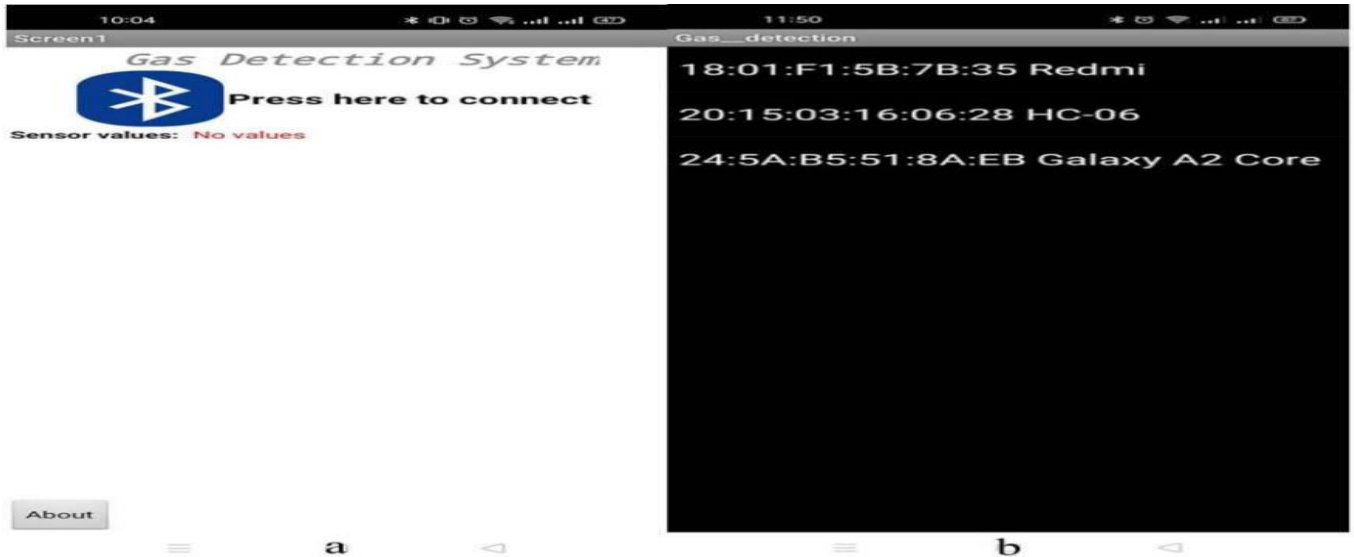 10:04
Screen1
Gas Detection System
Press here to connect
Sensor values: No values
About
a
11:50
Gas__detection
18:01:F1:5B:7B:35 Redmi
20:15:03:16:06:28 HC-06
24:5A:B5:51:8A:EB Galaxy A2 Core
b